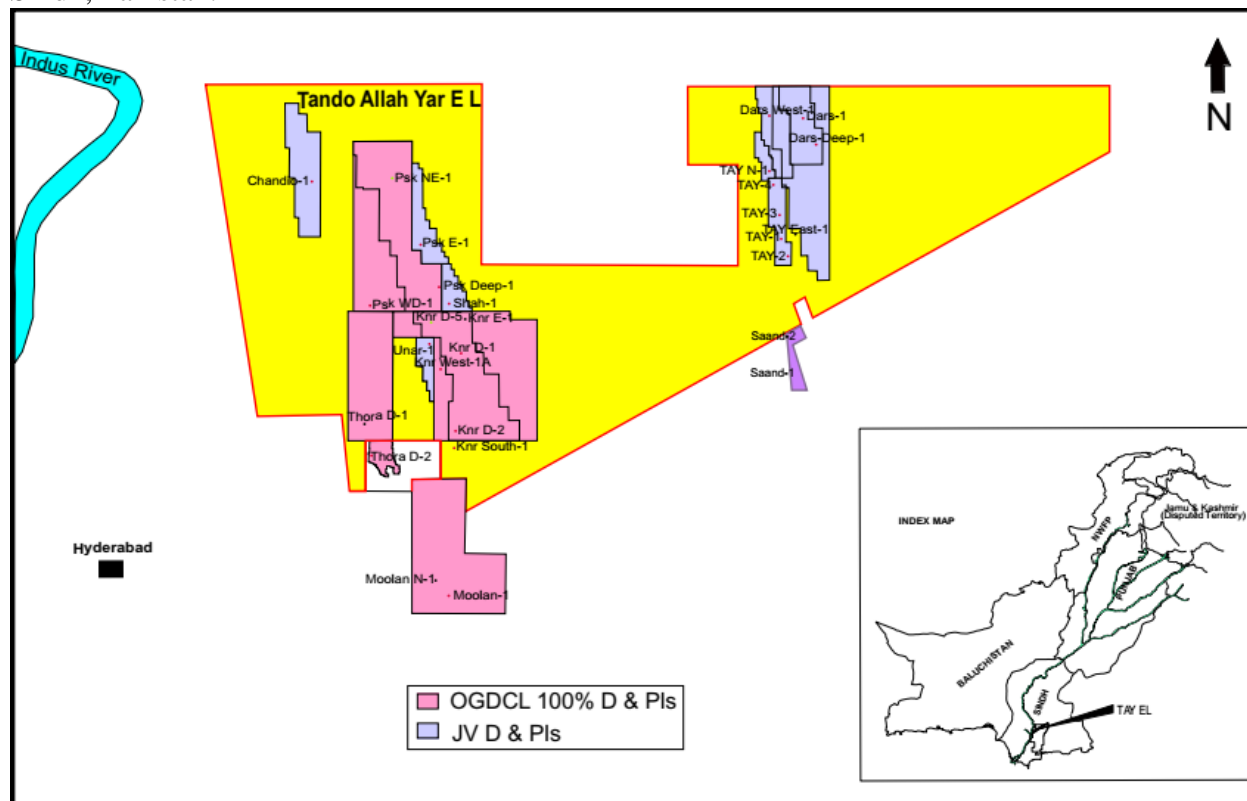 Indus River
N
Tando Allah Yar E L
Dars West-1
Dars-1
Dars-Deep-1
Chandio-1
Psk NE-1
TAY N-1
TAY-4
TAY-3
TAY East-1
TAY-1
TAY-2
Psk E-1
Psk Deep-1
Psk WD-1
Shah-1
Knr D-5
Knr E-1
Saand-2
Unar-1
Knr D-1
Knr West-1A
Saand-1
Thora D-1
Knr D-2
Knr South-1
Thora D-2
Hyderabad
Moolan N-1
Moolan-1
OGDCL 100% D & Pls
JV D & Pls
INDEX MAP
Jamu & Kashmir
(Disputed Territory)
NWFP
PUNJAB
BALUCHISTAN
SINDH
TAY EL